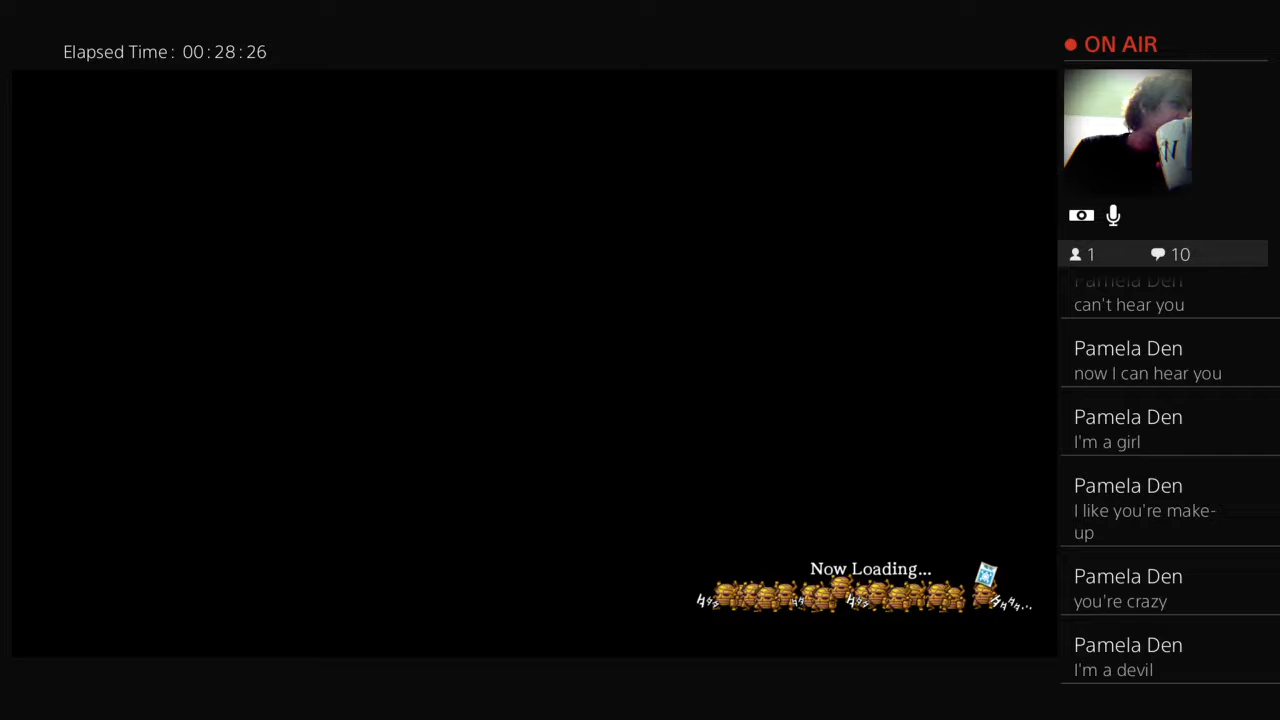 Elapsed Time: 00:28:26
ON AIR
N
1
10
Pamela Den
can't hear you
Pamela Den
now I can hear you
Pamela Den
I'm a girl
Pamela Den
I like you're make-
up
Pamela Den
you're crazy
Pamela Den
I'm a devil
Now Loading...